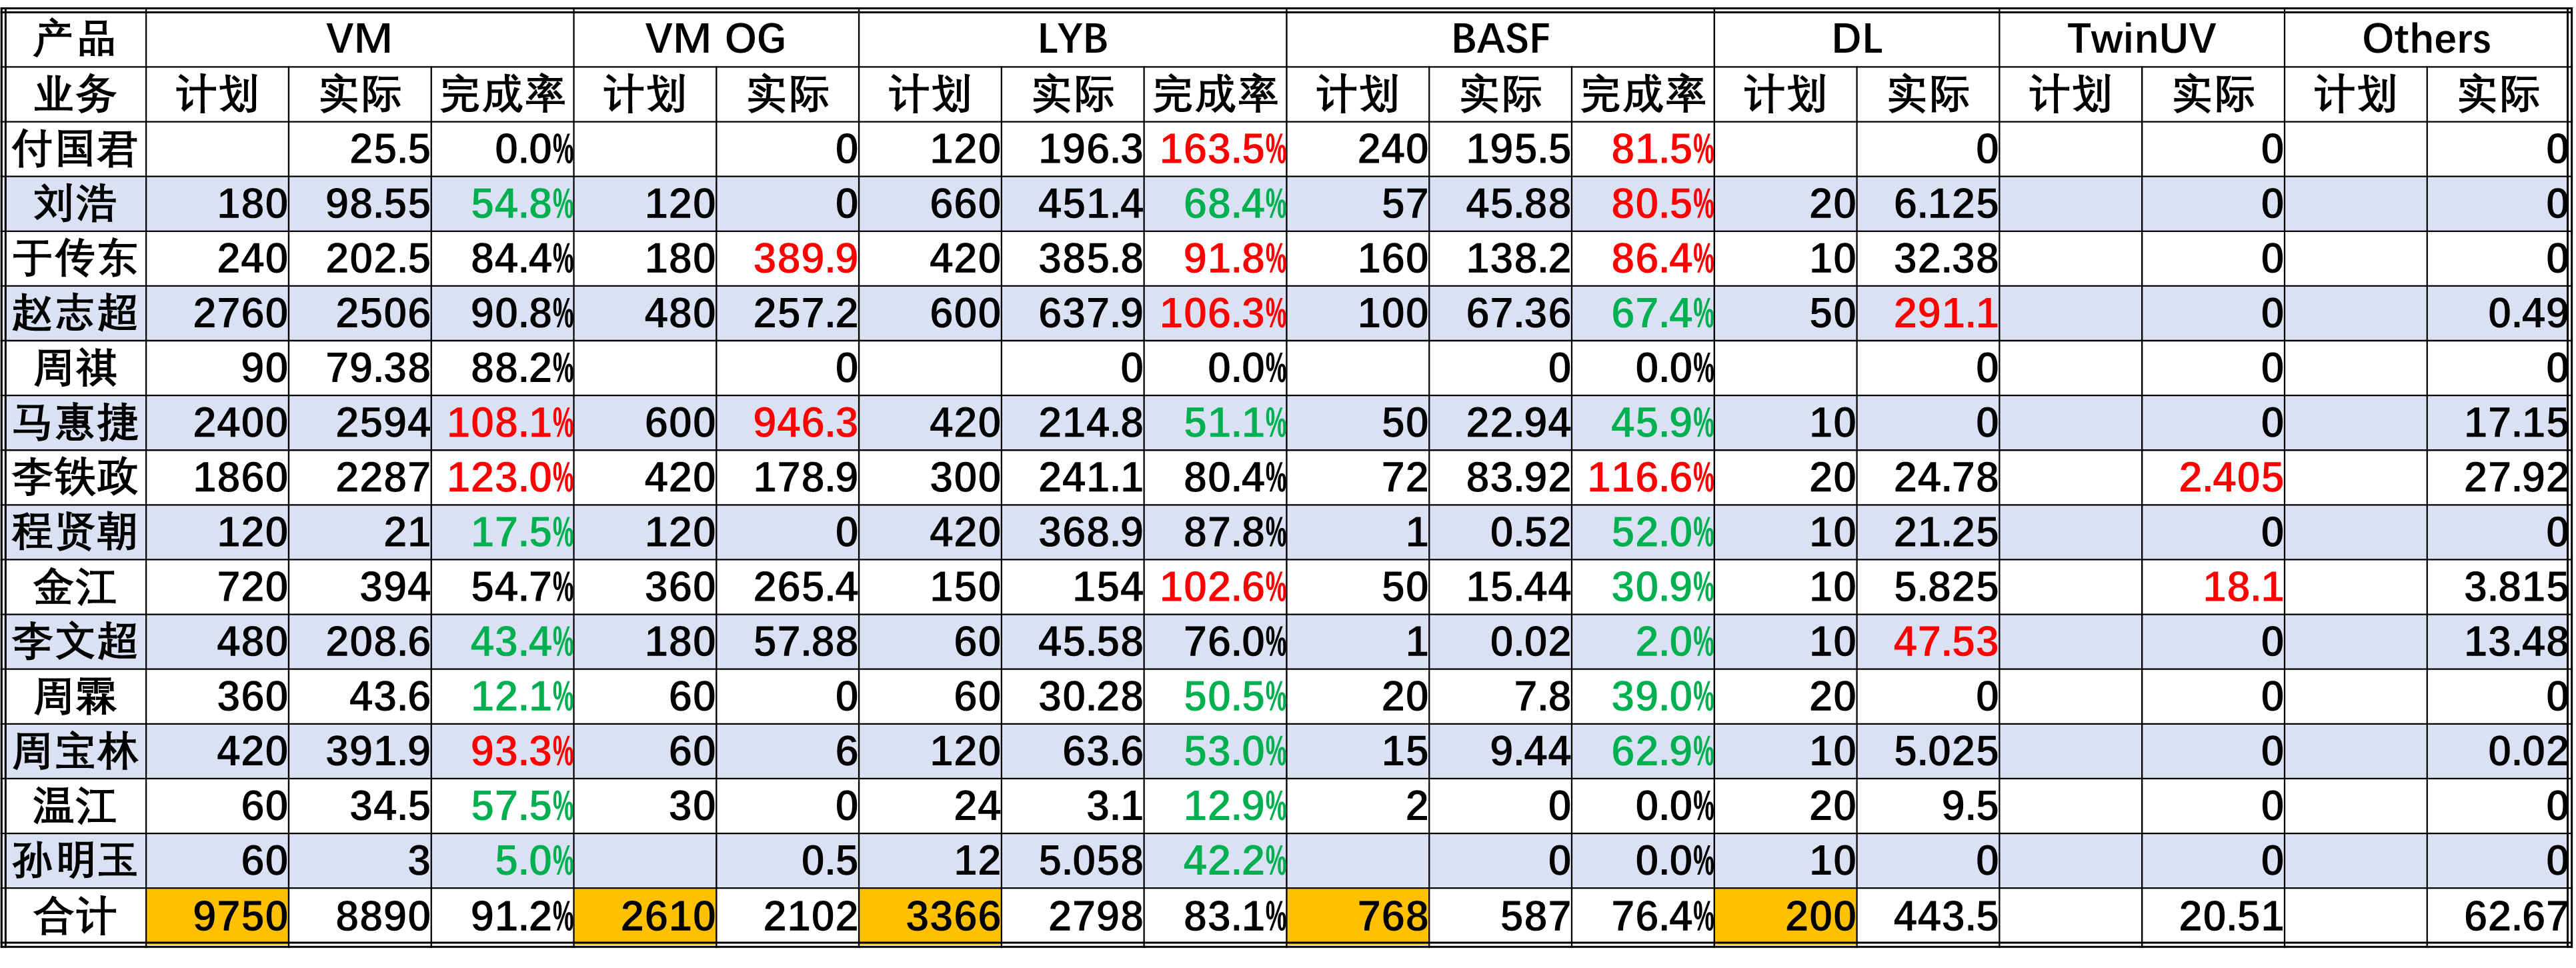 产品 VM VM OG LYB BASF DL TwinUV Others
业务 计划 实际 完成率 计划 实际 计划 实际 完成率 计划 实际 完成率 计划 实际 计划 实际 计划 实际
付国君 25.5 0.0% 0 120 196.3 163.5% 240 195.5 81.5% 0 0 0
刘浩 180 98.55 54.8% 120 0 660 451.4 68.4% 57 45.88 80.5% 20 6.125 0 0
于传东 240 202.5 84.4% 180 389.9 420 385.8 91.8% 160 138.2 86.4% 10 32.38 0 0
赵志超 2760 2506 90.8% 480 257.2 600 637.9 106.3% 100 67.36 67.4% 50 291.1 0 0.49
周祺 90 79.38 88.2% 0 0 0.0% 0 0.0% 0 0 0
马惠捷 2400 2594 108.1% 600 946.3 420 214.8 51.1% 50 22.94 45.9% 10 0 0 17.15
李铁政 1860 2287 123.0% 420 178.9 300 241.1 80.4% 72 83.92 116.6% 20 24.78 2.405 27.92
程贤朝 120 21 17.5% 120 0 420 368.9 87.8% 1 0.52 52.0% 10 21.25 0 0
金江 720 394 54.7% 360 265.4 150 154 102.6% 50 15.44 30.9% 10 5.825 18.1 3.815
李文超 480 208.6 43.4% 180 57.88 60 45.58 76.0% 1 0.02 2.0% 10 47.53 0 13.48
周霖 360 43.6 12.1% 60 0 60 30.28 50.5% 20 7.8 39.0% 20 0 0 0
周宝林 420 391.9 93.3% 60 6 120 63.6 53.0% 15 9.44 62.9% 10 5.025 0 0.02
温江 60 34.5 57.5% 30 0 24 3.1 12.9% 2 0 0.0% 20 9.5 0 0
孙明玉 60 3 5.0% 0.5 12 5.058 42.2% 0 0.0% 10 0 0 0
合计 9750 8890 91.2% 2610 2102 3366 2798 83.1% 768 587 76.4% 200 443.5 20.51 62.67